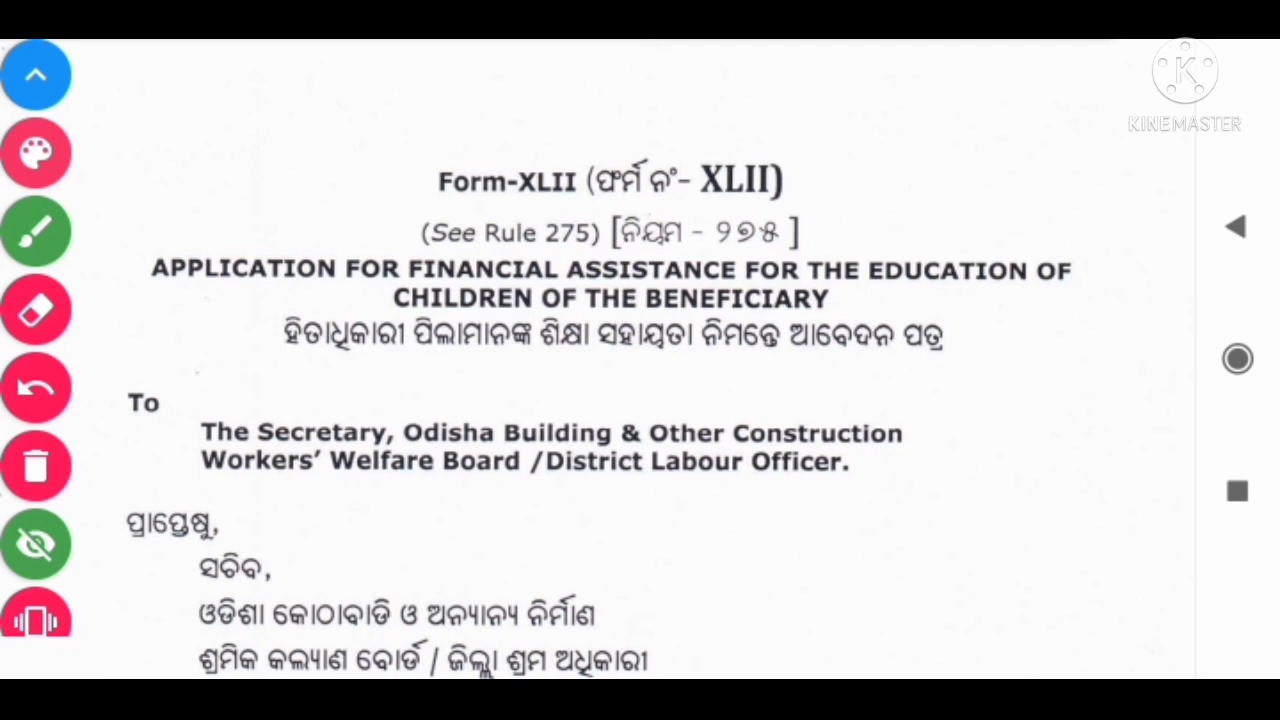 KINEMASTER
Form-XLII (ଫର୍ମ ନଂ- XLII)
(See Rule 275) [ନିୟମ - ୨୭୫ ]
APPLICATION FOR FINANCIAL ASSISTANCE FOR THE EDUCATION OF
CHILDREN OF THE BENEFICIARY
ହିତାଧିକାରୀ ପିଲାମାନଙ୍କ ଶିକ୍ଷା ସହାୟତା ନିମନ୍ତେ ଆବେଦନ ପତ୍ର
To
The Secretary, Odisha Building & Other Construction
Workers’ Welfare Board /District Labour Officer.
ପ୍ରାପ୍ତେଷୁ,
ସଚିବ,
ଓଡିଶା କୋଠାବାଡି ଓ ଅନ୍ୟାନ୍ୟ ନିର୍ମାଣ
ଶ୍ରମିକ କଲ୍ୟାଣ ବୋର୍ଡ / ଜିଲ୍ଲା ଶ୍ରମ ଅଧିକାରୀ